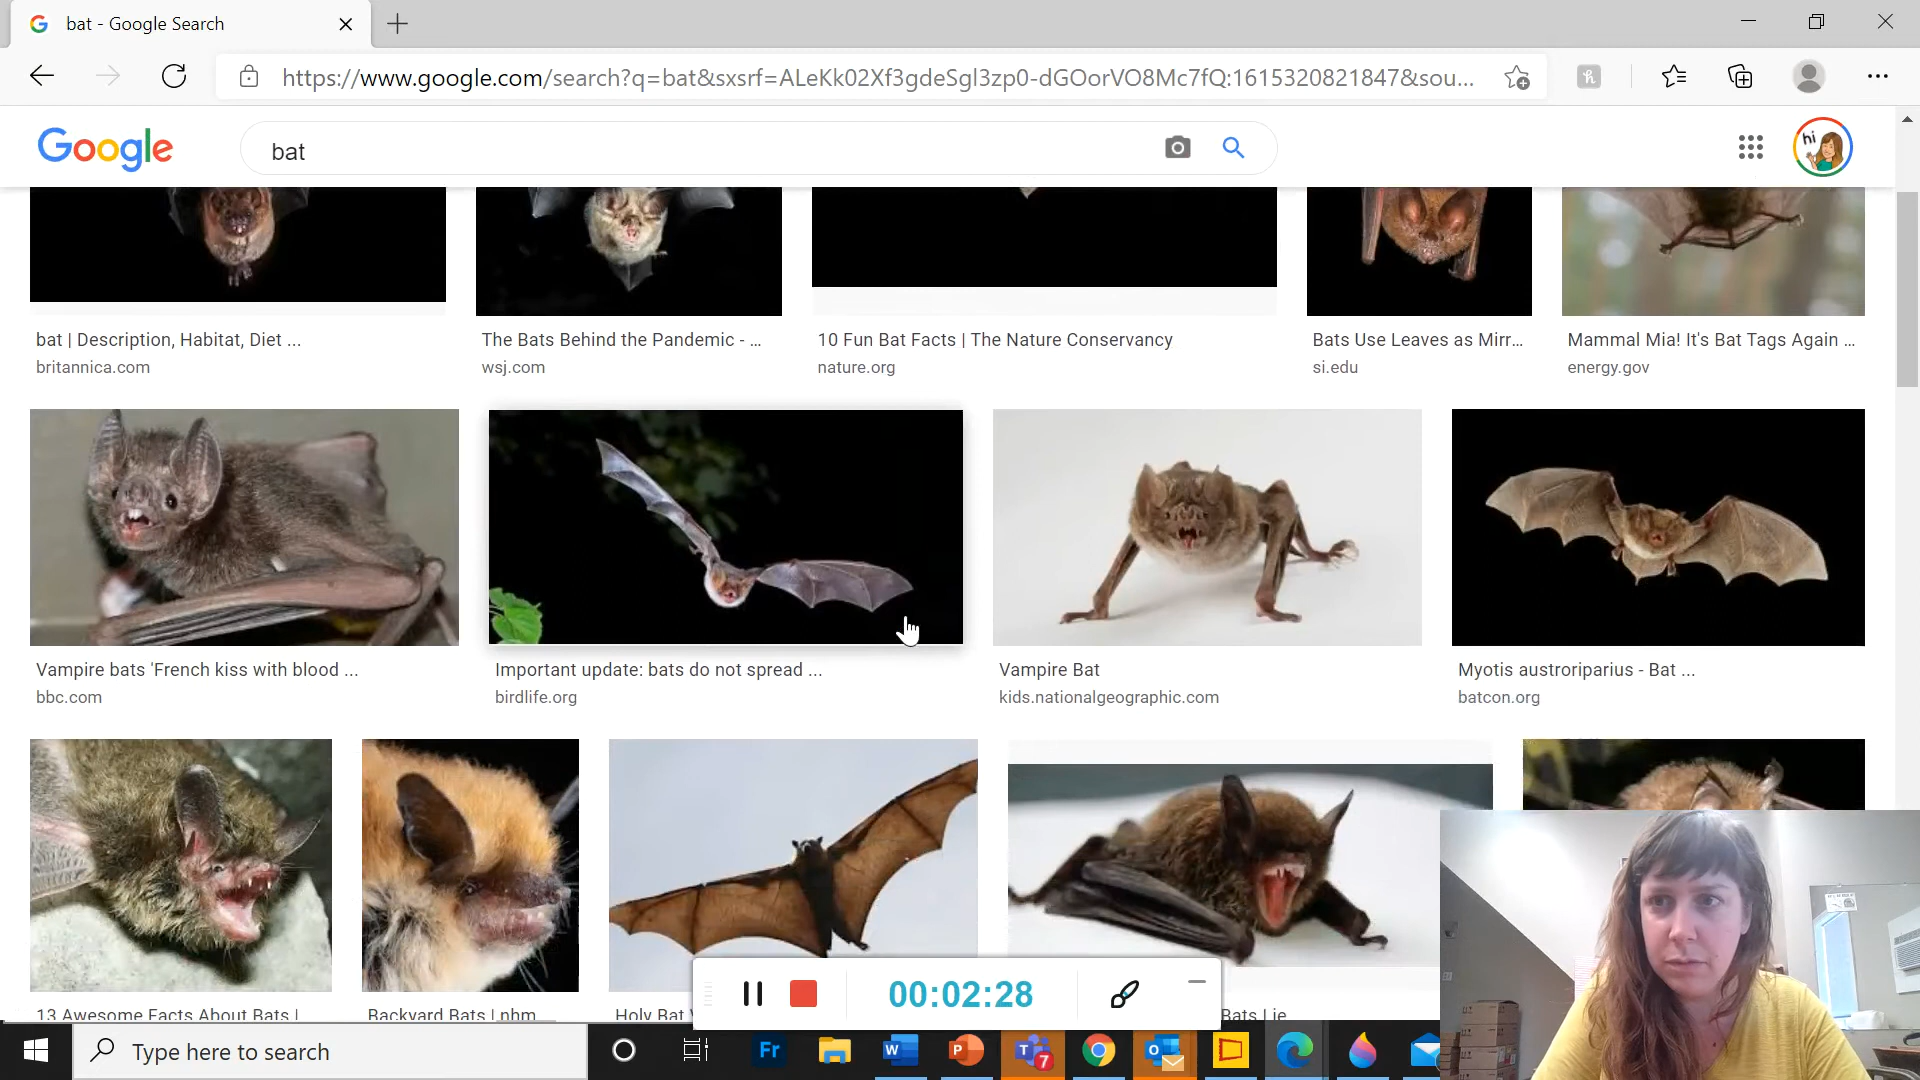 bat - Google Search
https://www.google.com/search?q=bat&sxsrf=ALeKk02Xf3gdeSgl3zp0-dGOorVO8Mc7fQ:1615320821847&sou...
h
Google
bat
hi
bat | Description, Habitat, Diet ...
britannica.com
The Bats Behind the Pandemic - ...
wsj.com
10 Fun Bat Facts | The Nature Conservancy
nature.org
Bats Use Leaves as Mirr...
si.edu
Mammal Mia! It's Bat Tags Again ...
energy.gov
Vampire bats 'French kiss with blood ...
bbc.com
Important update: bats do not spread ...
birdlife.org
Vampire Bat
kids.nationalgeographic.com
Myotis austroriparius - Bat ...
batcon.org
13 Awesome Facts About Bats |
Backyard Bats | nhm
Holy Bat
Bats Lie
00:02:28
Type here to search
Fr
W
P
7
O